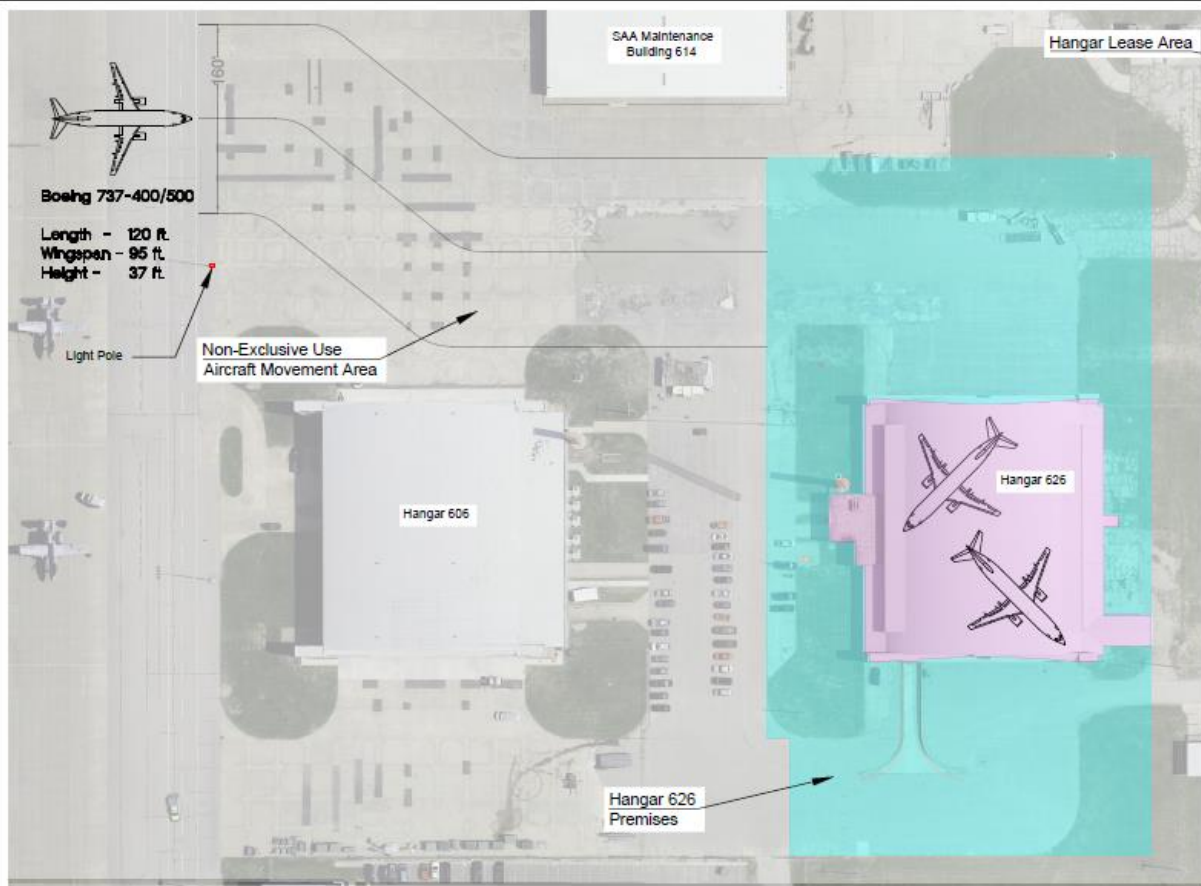 SAA Maintenance
Building 614
Hangar Lease Area
160'
Boeing 737-400/500
Length - 120 ft.
Wingspan - 95 ft.
Height - 37 ft.
Light Pole
Non-Exclusive Use
Aircraft Movement Area
Hangar 606
Hangar 626
Hangar 626
Premises